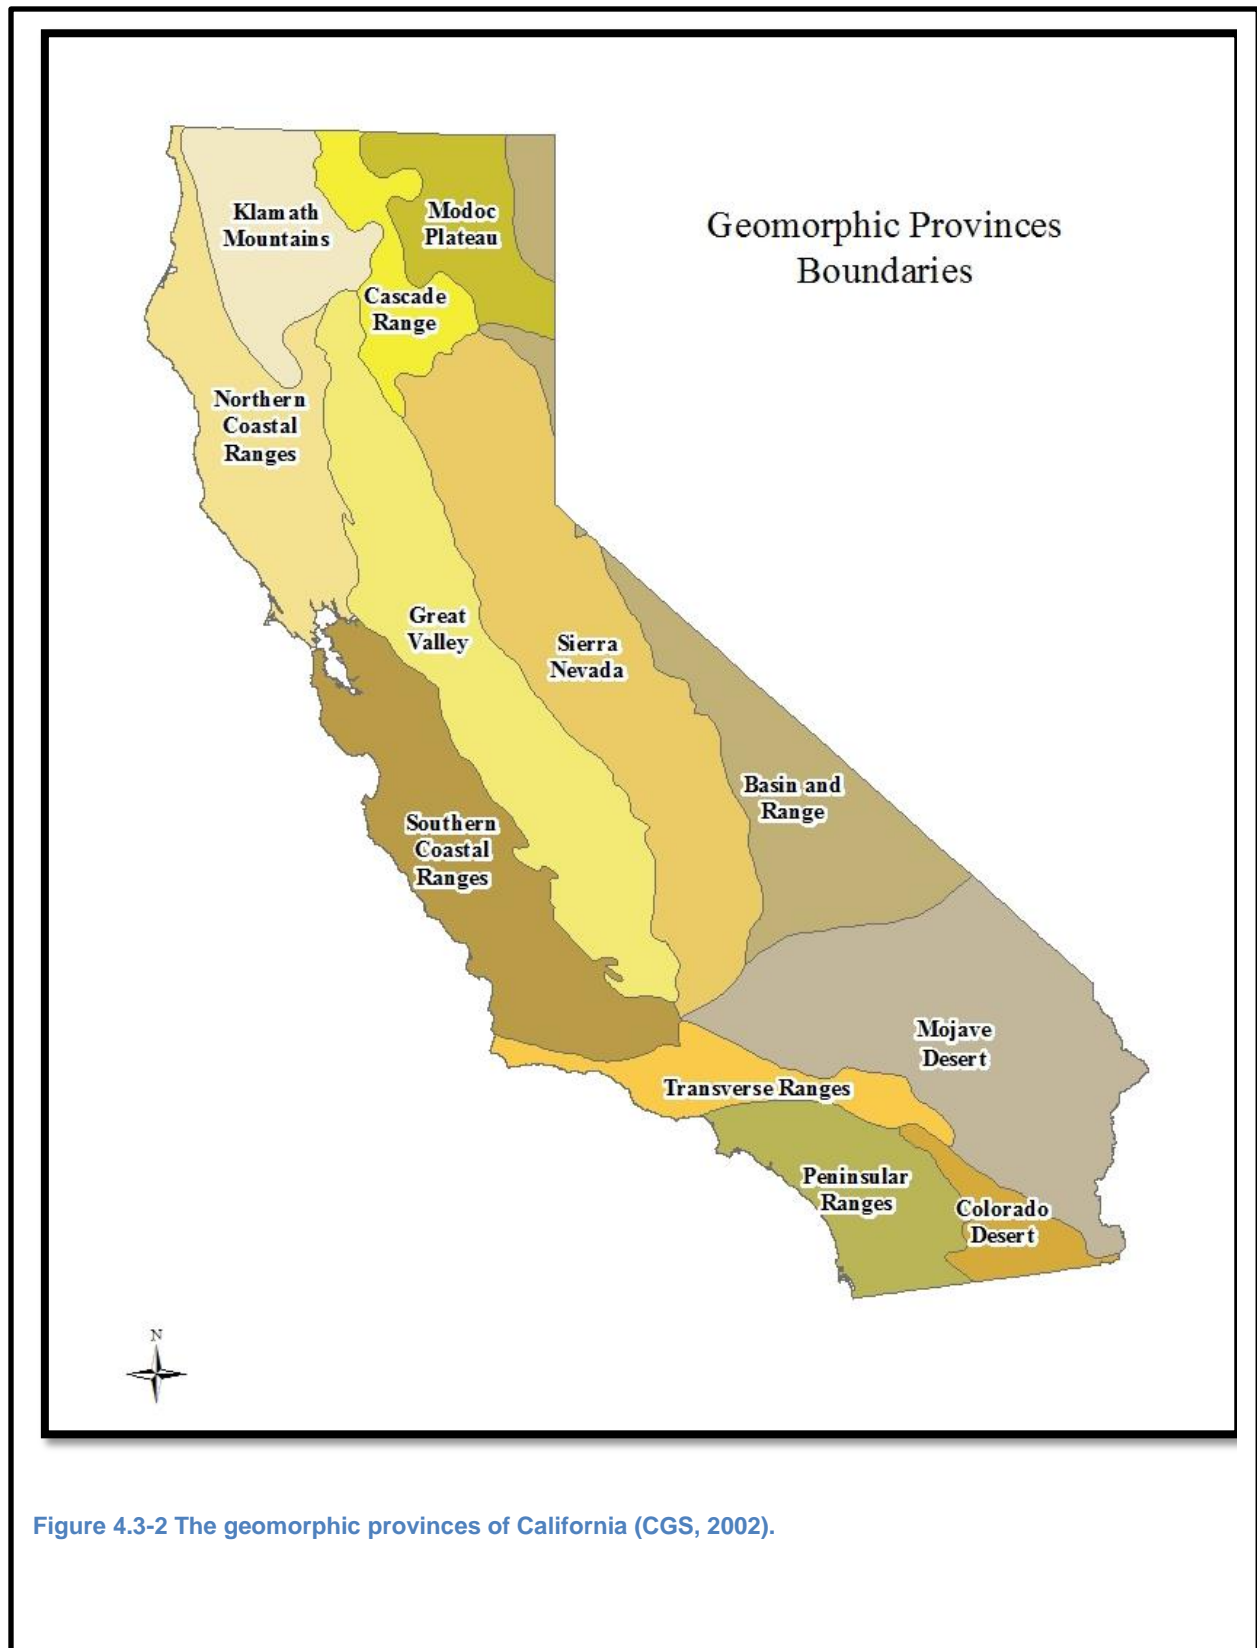 Geomorphic Provinces
Boundaries
Klamath
Mountains
Modoc
Plateau
Cascade
Range
Northern
Coastal
Ranges
Great
Valley
Sierra
Nevada
Basin and
Range
Southern
Coastal
Ranges
Mojave
Desert
Transverse Ranges
Peninsular
Ranges
Colorado
Desert
N
Figure 4.3-2 The geomorphic provinces of California (CGS, 2002).